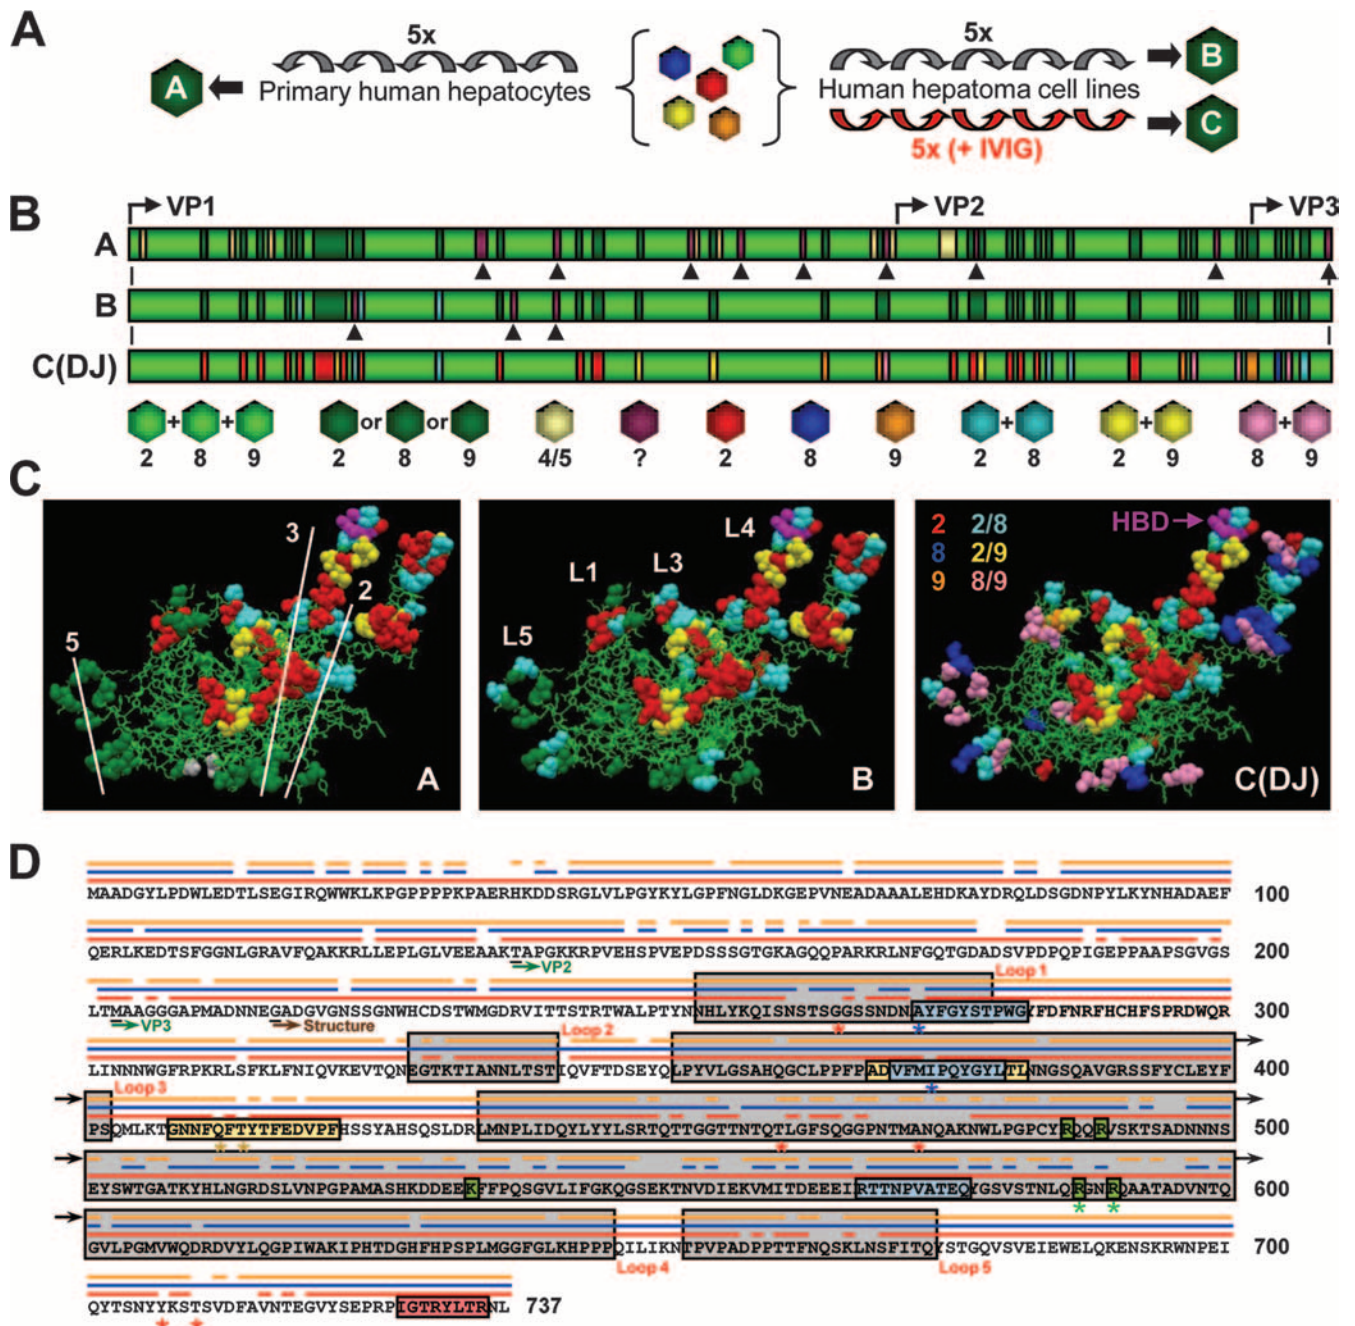 A
5x
5x
A
Primary human hepatocytes
Human hepatoma cell lines
B
C
5x (+ IVIG)
B
VP1
VP2
VP3
A
B
C(DJ)
+ + or or + + +
2 8 9 2 8 9 4/5 ? 2 8 9 2 8 2 9 8 9
C
3
2
5
A
L4
L1
L3
L5
B
2 2/8
8 2/9
9 8/9
HBD
C(DJ)
D
MAADGYLPDWLEDTLSEGIRQWWKLKPGPPPPKPAERHKDDSRGLVLPGYKYLGPFNGLDKGEPVNEADAAALEHDKAYDRQLDSGDNPYLKYNHADAEF 100
QERLKEDTSFGGNLGRAVFQAKKRLLEPLGLVEEAAKTAPGKKRPVEHSPVEPDSSSGTGKAGQQPARKRLNFGQTGDADSVPDPQPIGEPPAAPSGVGS 200
VP2
Loop 1
LTMAAGGGAPMADNNEGADGVGNSSGNWHCDSTWMGDRVITTSTRTWALPTYNNHLYKQISNSTSGGSSNDNAYFGYSTPWGYFDFNRFHCHFSPRDWQR 300
VP3
Structure
* *
Loop 2
LINNNWGFRPKRLSFKLFNIQVKEVTQNEGTKTIANNLTSTIQVFTDSEYQLPYVLGSAHQGCLPPFPADVFMIPQYGYLTLNNGSQAVGRSSFYCLEYF 400
Loop 3
*
PSQMLKTGNNFQFTYTFEDVPFHSSYAHSQSLDRLMNPLIDQYLYYLSRTQTTGGTTNTQTLGFSQGGPNTMANQAKNWLPGPCYRQQRVSKTSADNNNS 500
* * * *
EYSWTGATKYHLNGRDSLVNPGPAMASHKDDEEKFFPQSGVLIFGKQGSEKTNVDIEKVMITDEEEIRTTNPVATEQYGSVSTNLQRGNRQAATADVNTQ 600
* *
GVLPGMVWQDRDVYLQGPIWAKIPHTDGHFHPSPLMGGFGLKHPPPQILIKNTPVPADPPTTFNQSKLNSFITQYSTGQVSVEIEWELQKENSKRWNPEI 700
Loop 4
Loop 5
QYTSNYYKSTSVDFAVNTEGVYSEPRPIGTRYLTRNL 737
* *